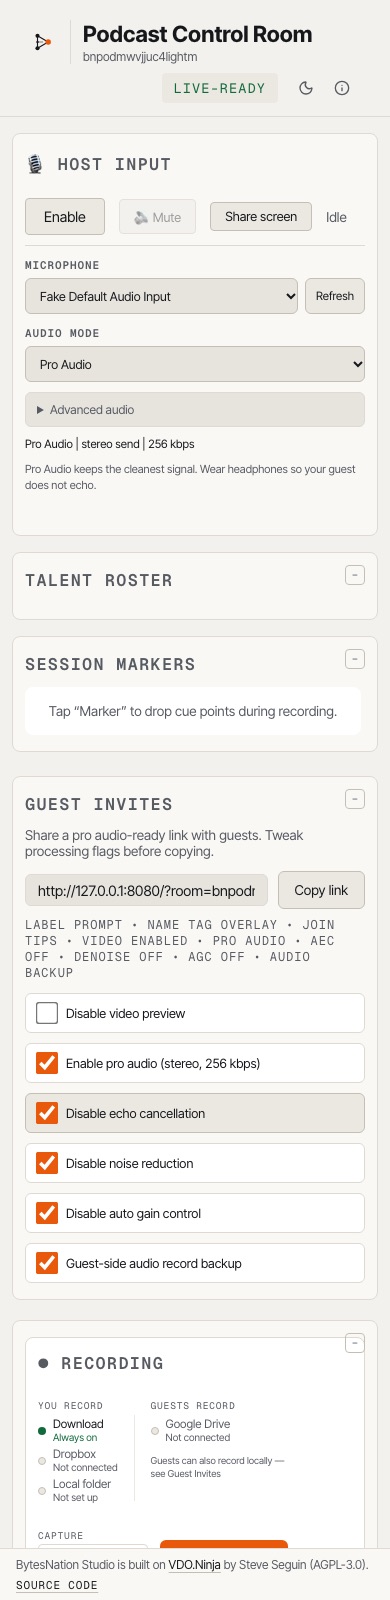 Podcast Control Room
bnpodmwvjjuc4lightm
LIVE-READY
HOST INPUT
Enable
Mute
Share screen
Idle
MICROPHONE
Fake Default Audio Input
Refresh
AUDIO MODE
Pro Audio
Advanced audio
Pro Audio | stereo send | 256 kbps
Pro Audio keeps the cleanest signal. Wear headphones so your guest
does not echo.
TALENT ROSTER
SESSION MARKERS
Tap “Marker” to drop cue points during recording.
GUEST INVITES
Share a pro audio-ready link with guests. Tweak
processing flags before copying.
http://127.0.0.1:8080/?room=bnpodr
Copy link
LABEL PROMPT • NAME TAG OVERLAY • JOIN
TIPS • VIDEO ENABLED • PRO AUDIO • AEC
OFF • DENOISE OFF • AGC OFF • AUDIO
BACKUP
Disable video preview
Enable pro audio (stereo, 256 kbps)
Disable echo cancellation
Disable noise reduction
Disable auto gain control
Guest-side audio record backup
RECORDING
YOU RECORD
Download
Always on
Dropbox
Not connected
Local folder
Not set up
GUESTS RECORD
Google Drive
Not connected
Guests can also record locally —
see Guest Invites
CAPTURE
BytesNation Studio is built on VDO.Ninja by Steve Seguin (AGPL-3.0).
SOURCE CODE